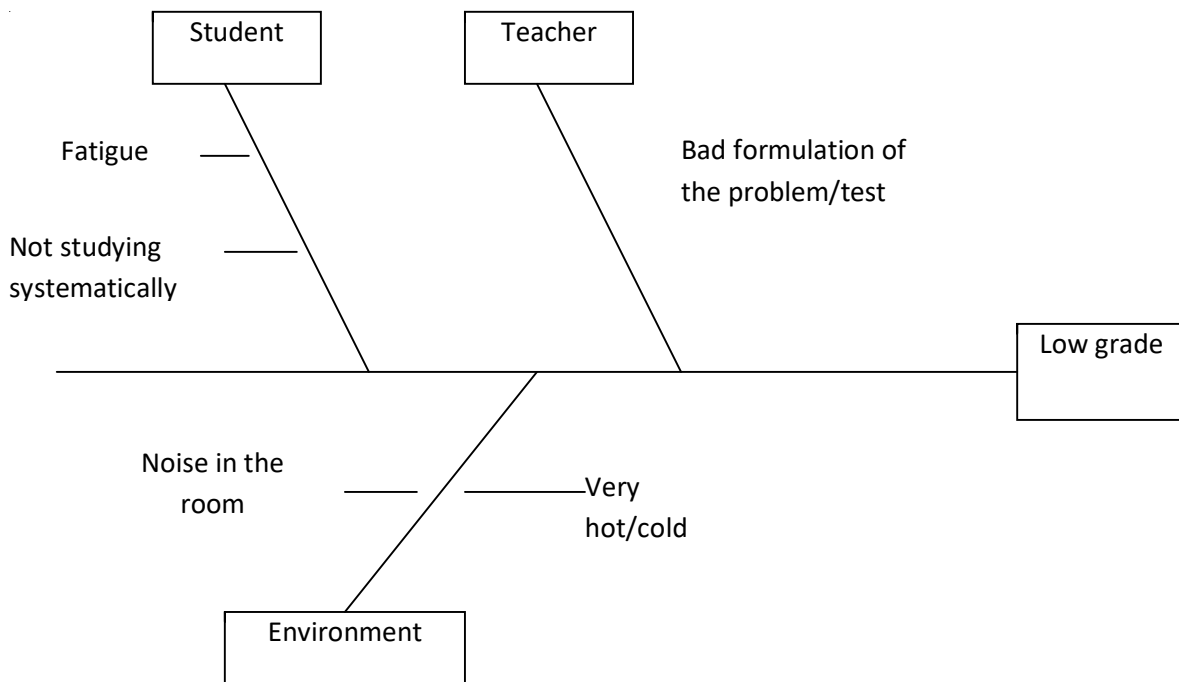 Student
Teacher
Fatigue
Bad formulation of
the problem/test
Not studying
systematically
Low grade
Noise in the
room
Very
hot/cold
Environment